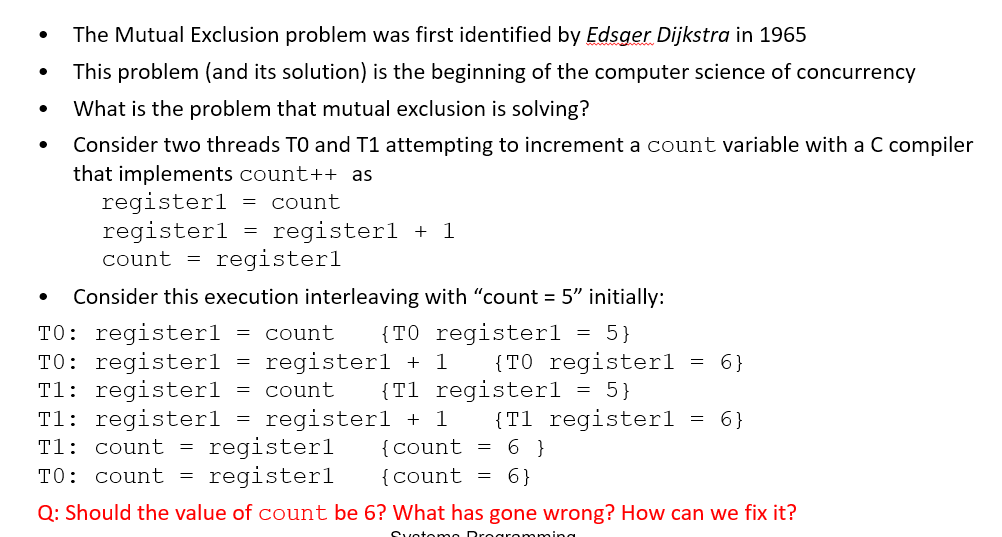 • The Mutual Exclusion problem was first identified by Edsger Dijkstra in 1965
• This problem (and its solution) is the beginning of the computer science of concurrency
• What is the problem that mutual exclusion is solving?
• Consider two threads T0 and T1 attempting to increment a count variable with a C compiler
that implements count++ as
register1 = count
register1 = register1 + 1
count = register1
• Consider this execution interleaving with “count = 5” initially:
T0: register1 = count {T0 register1 = 5}
T0: register1 = register1 + 1 {T0 register1 = 6}
T1: register1 = count {T1 register1 = 5}
T1: register1 = register1 + 1 {T1 register1 = 6}
T1: count = register1 {count = 6 }
T0: count = register1 {count = 6}
Q: Should the value of count be 6? What has gone wrong? How can we fix it?
Systems Programming